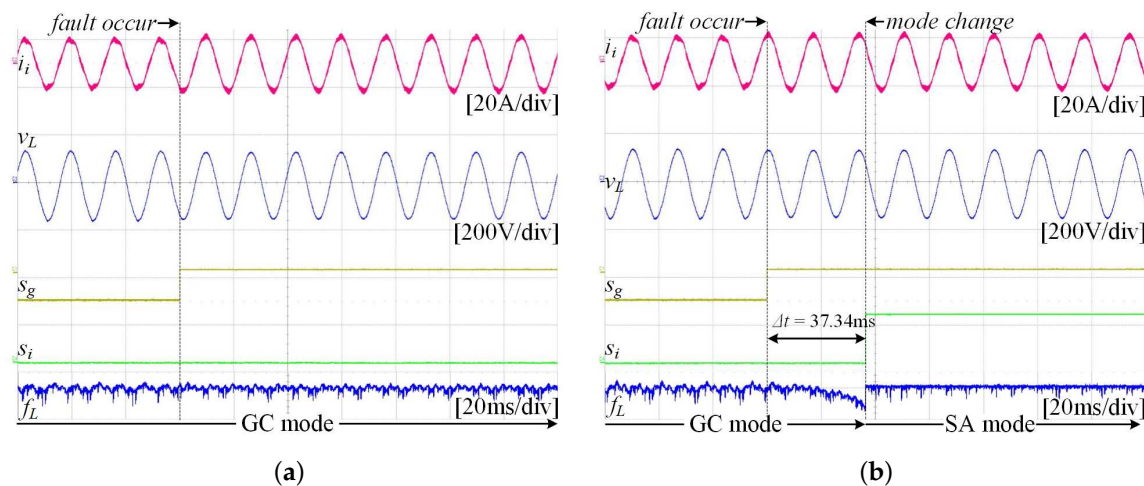 fault occur
i_i
[20A/div]
v_L
[200V/div]
s_g
s_i
f_L
[20ms/div]
GC mode
(a)
fault occur
mode change
i_i
[20A/div]
v_L
[200V/div]
s_g
Δt = 37.34ms
s_i
f_L
[20ms/div]
GC mode
SA mode
(b)